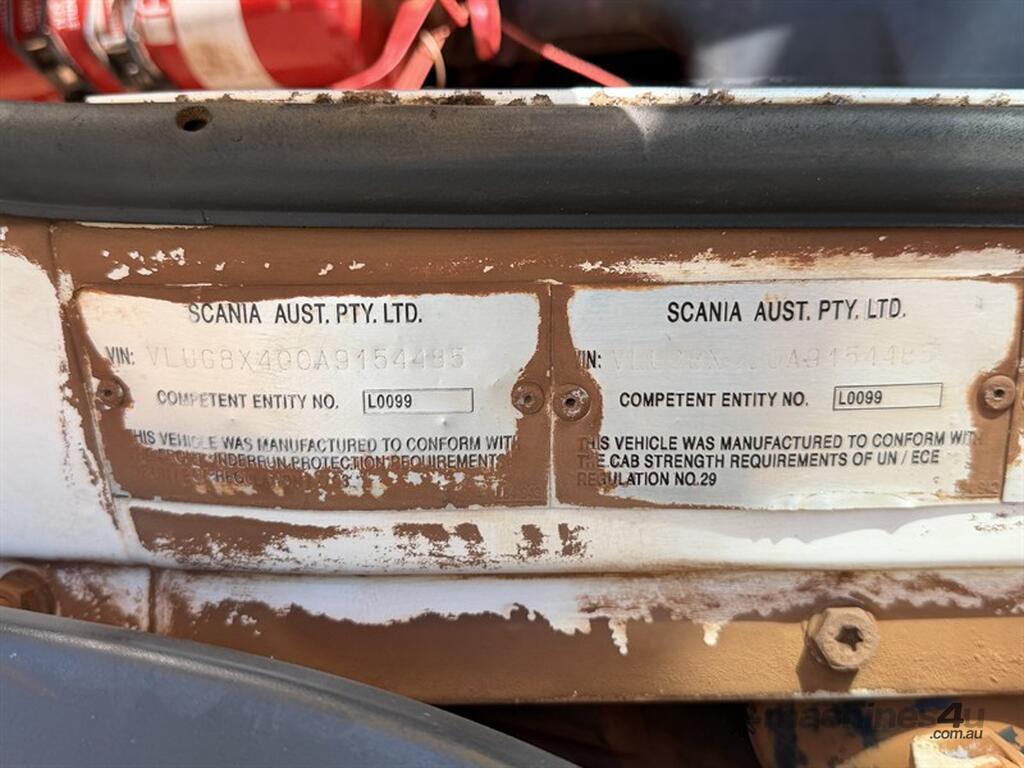 SCANIA AUST. PTY. LTD.
VIN: VLUG8X400A9154485
COMPETENT ENTITY NO. L0099
THIS VEHICLE WAS MANUFACTURED TO CONFORM WITH
UNDERRUN PROTECTION REQUIREMENTS
SCANIA AUST. PTY. LTD.
VIN: A9154485
COMPETENT ENTITY NO. L0099
THIS VEHICLE WAS MANUFACTURED TO CONFORM WITH
THE CAB STRENGTH REQUIREMENTS OF UN / ECE
REGULATION NO.29
machines4u
.com.au